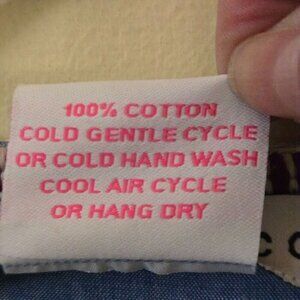 100% COTTON
COLD GENTLE CYCLE
OR COLD HAND WASH
COOL AIR CYCLE
OR HANG DRY